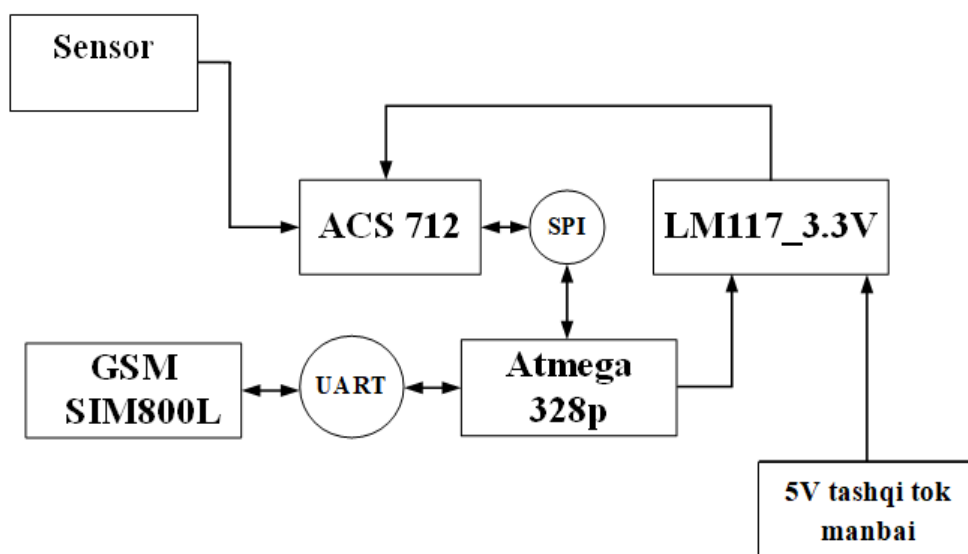 Sensor
ACS 712
SPI
LM117_3.3V
GSM
SIM800L
UART
Atmega
328p
5V tashqi tok
manbai